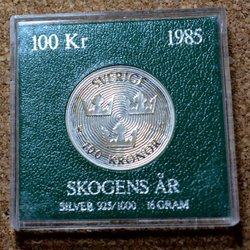 100 Kr 1985
SVERIGE
100 KRONOR
SKOGENS ÅR
SILVER 925/1000 16 GRAM